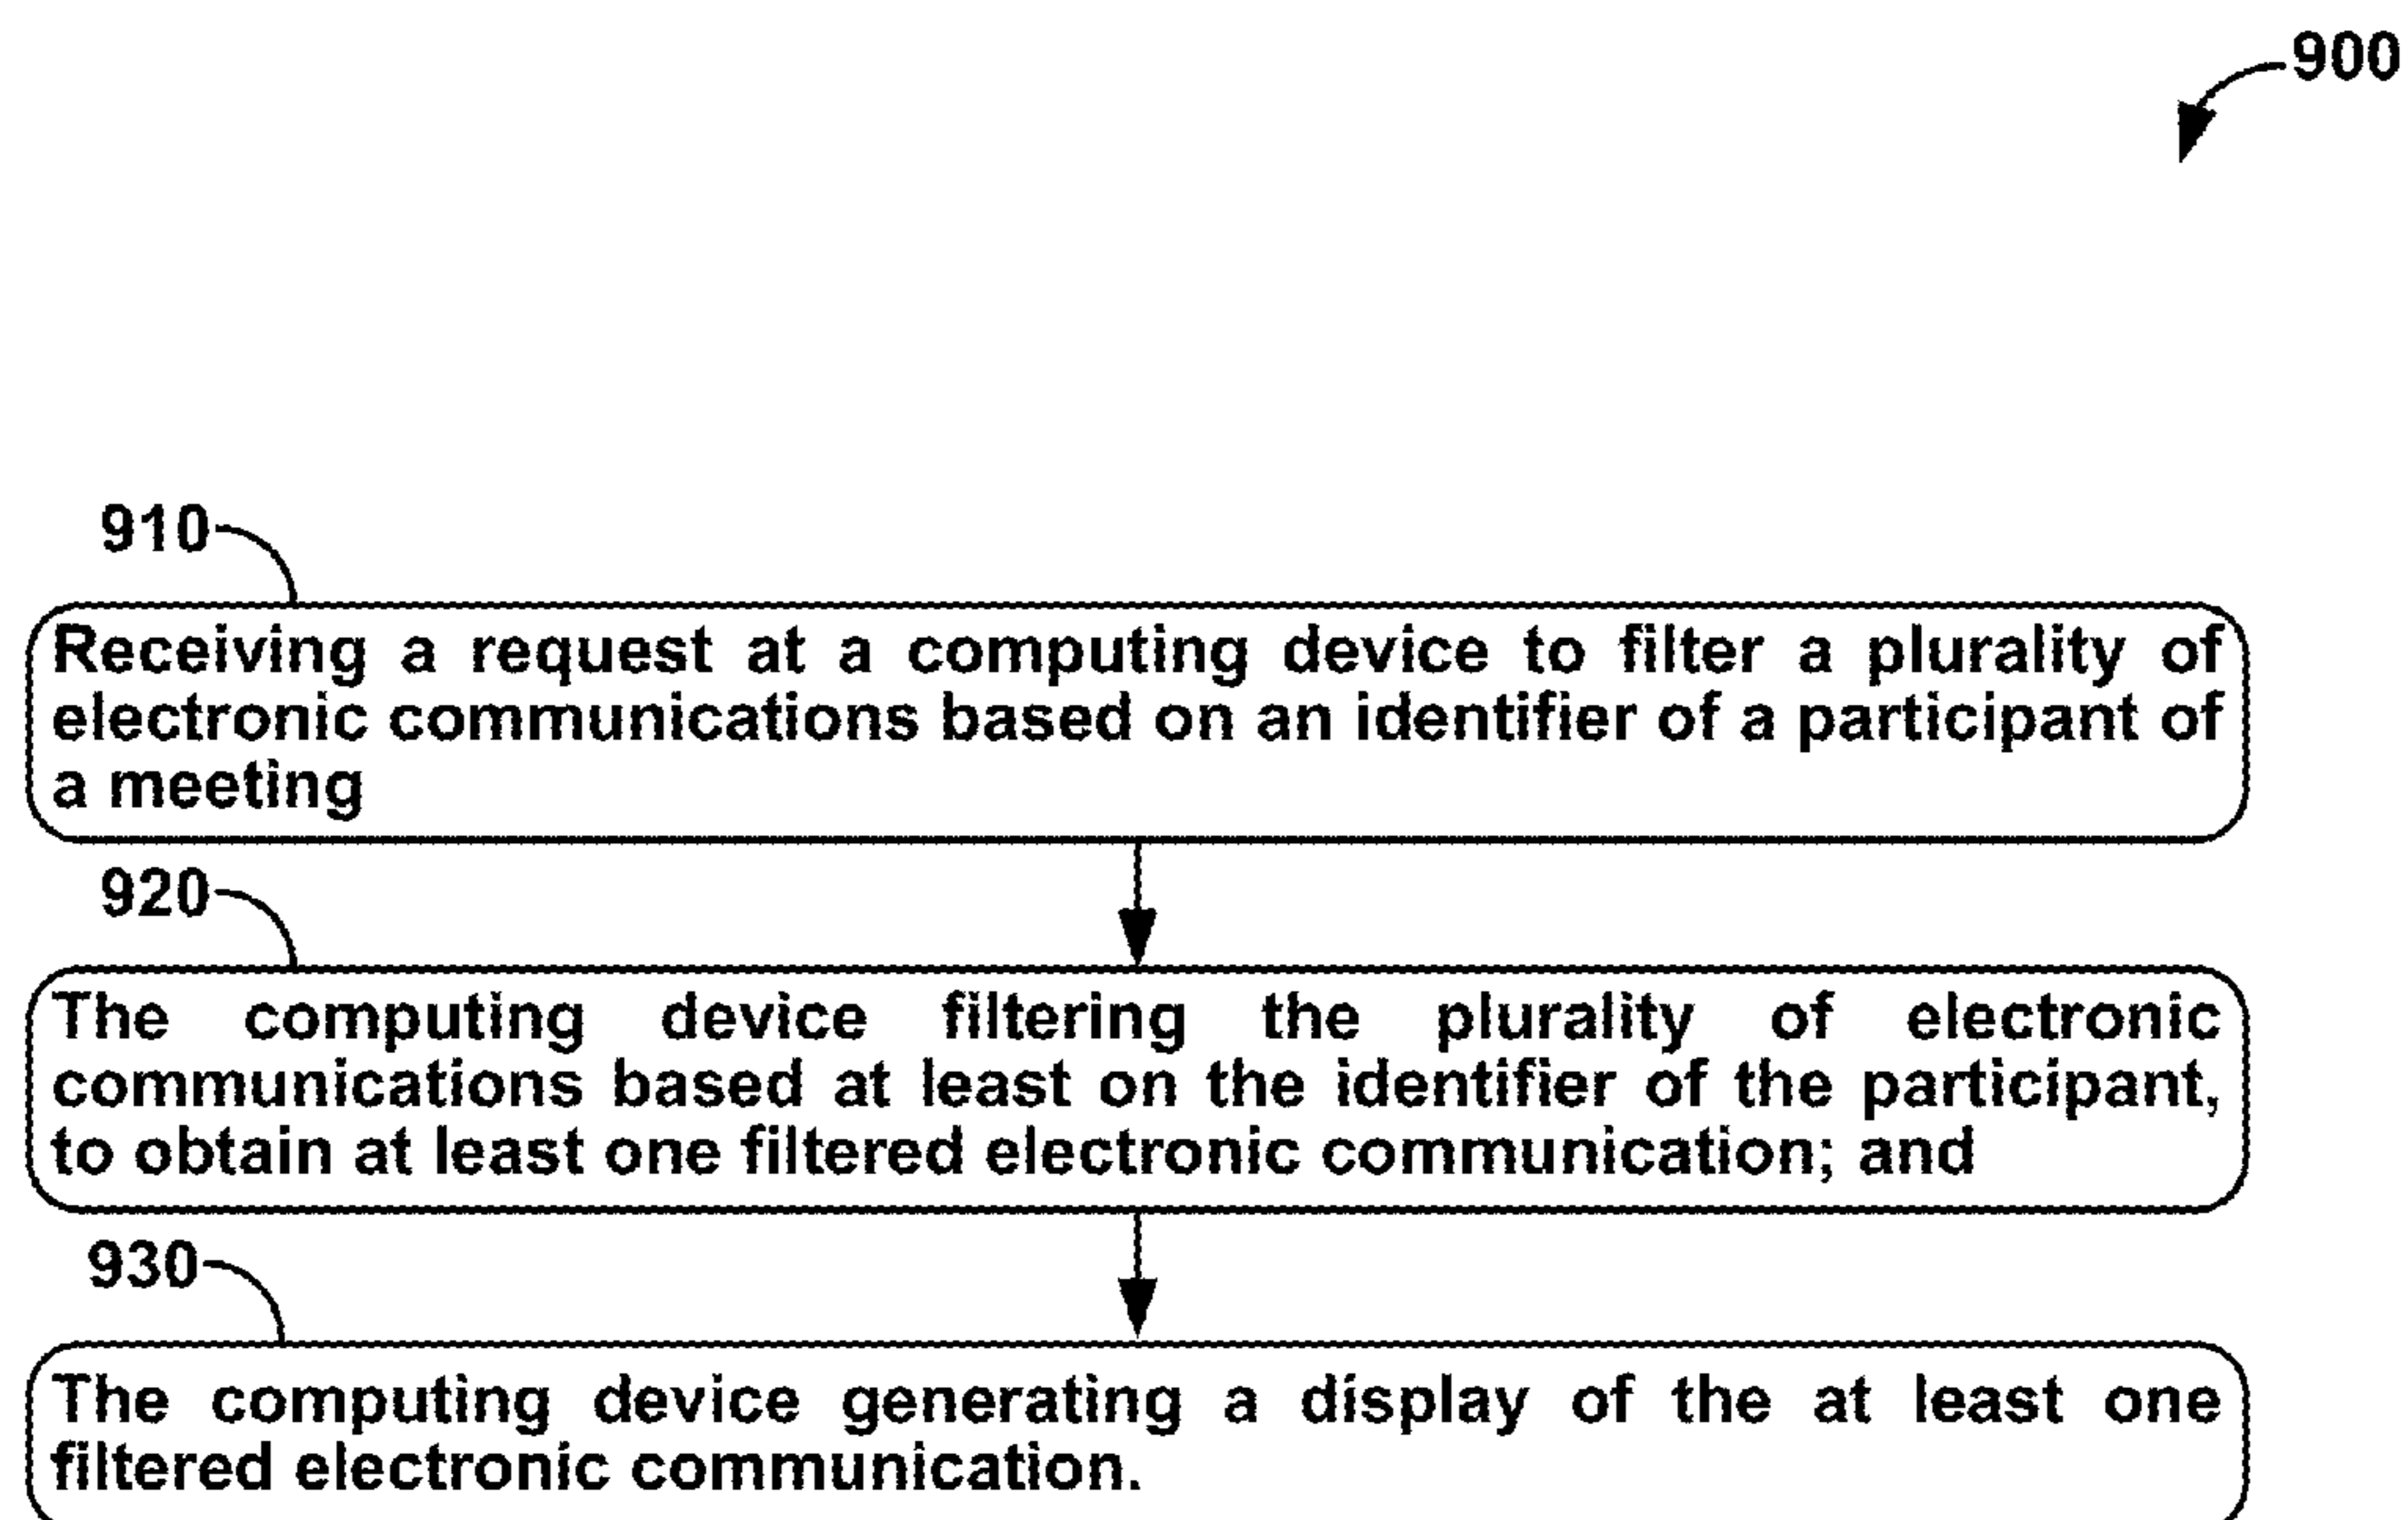 900
910
Receiving a request at a computing device to filter a plurality of
electronic communications based on an identifier of a participant of
a meeting
920
The computing device filtering the plurality of electronic
communications based at least on the identifier of the participant,
to obtain at least one filtered electronic communication; and
930
The computing device generating a display of the at least one
filtered electronic communication.